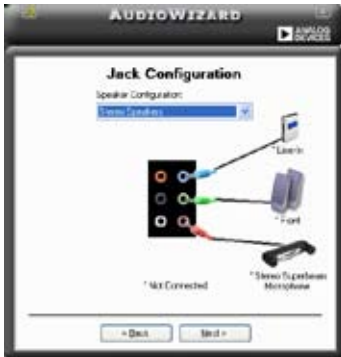 AUDIOWIZARD
ANALOG
DEVICES
Jack Configuration
Speaker Configuration:
Stereo Speakers
* Line In
* Front
* Stereo Superbeam
Microphone
* Not Connected
< Back
Next >